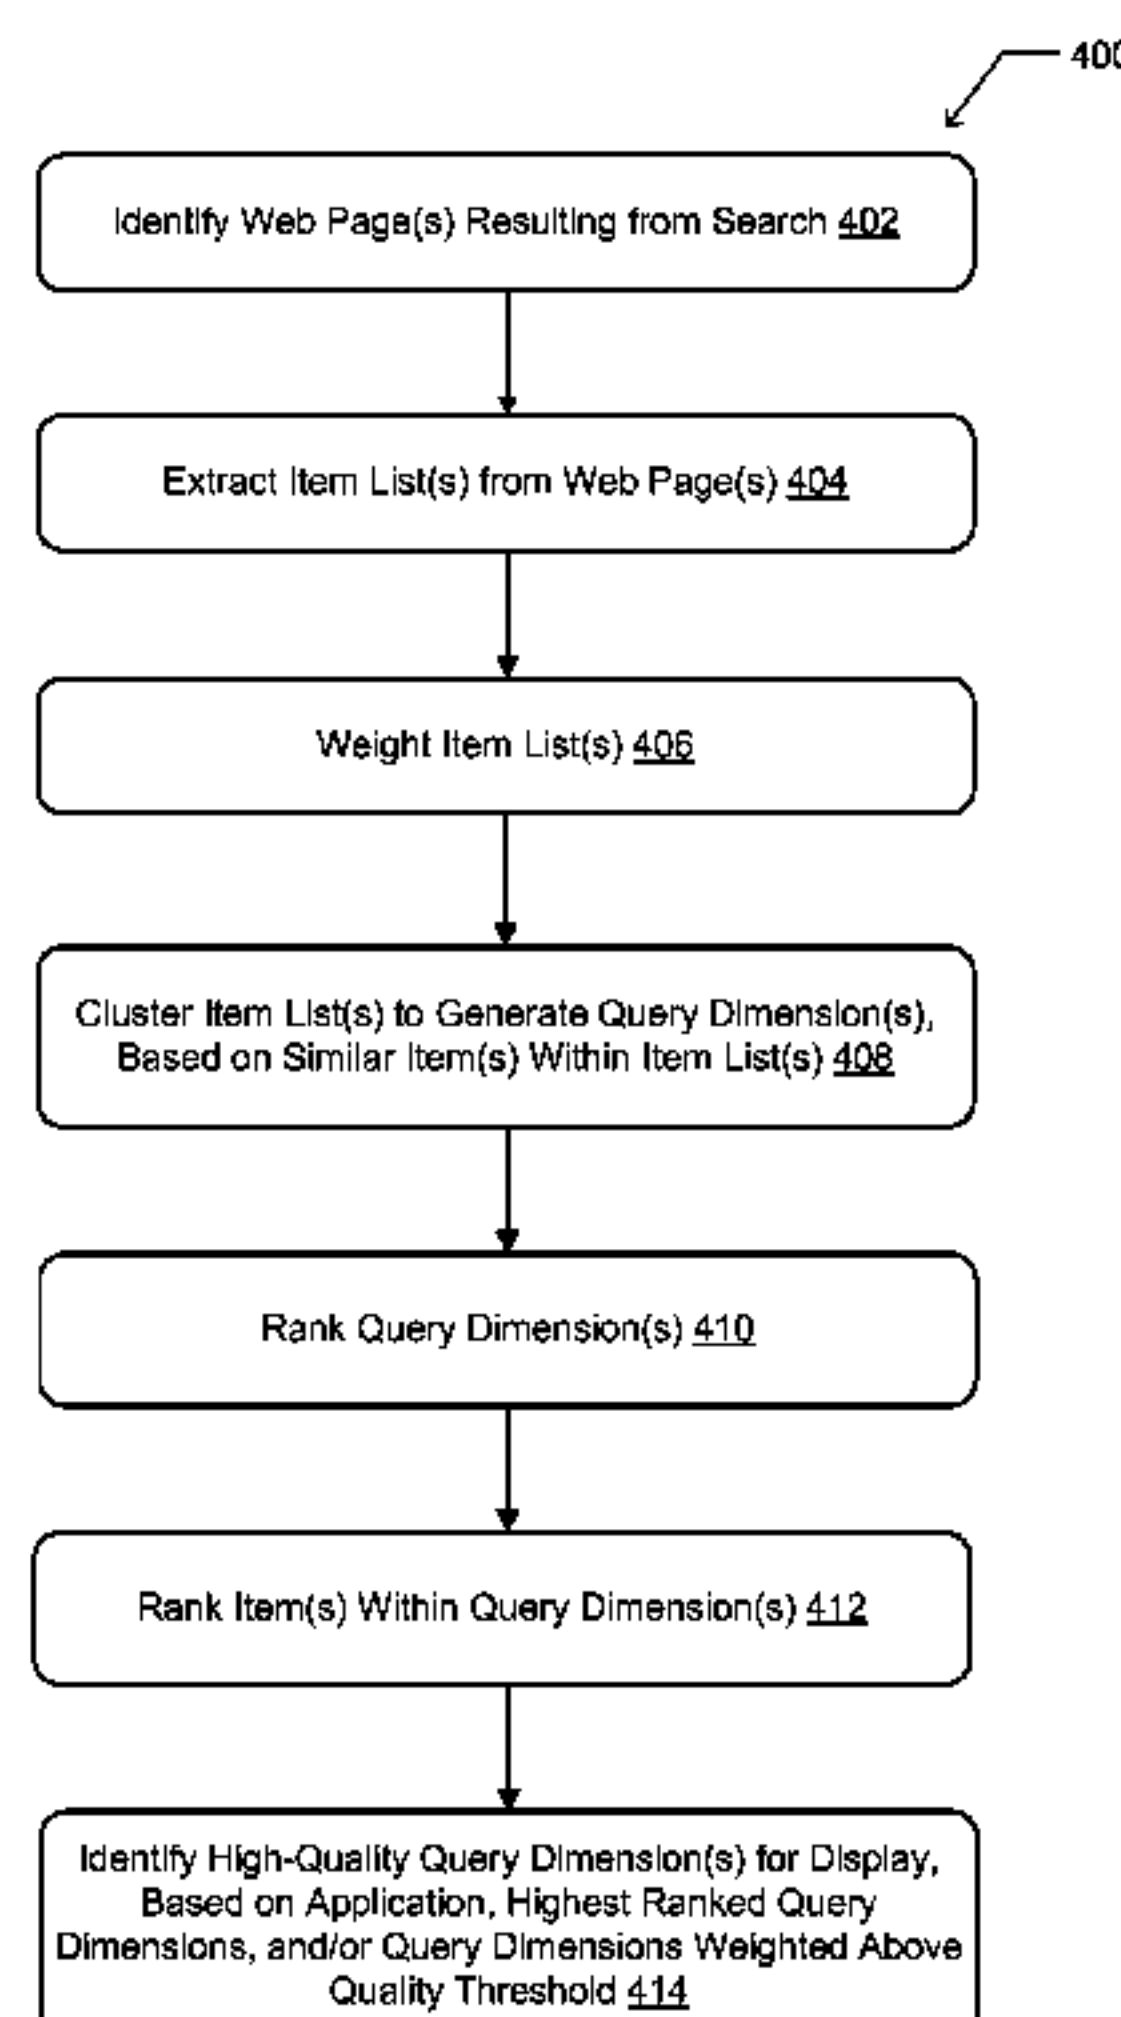 400
Identify Web Page(s) Resulting from Search 402
Extract Item List(s) from Web Page(s) 404
Weight Item List(s) 406
Cluster Item List(s) to Generate Query Dimension(s),
Based on Similar Item(s) Within Item List(s) 408
Rank Query Dimension(s) 410
Rank Item(s) Within Query Dimension(s) 412
Identify High-Quality Query Dimension(s) for Display,
Based on Application, Highest Ranked Query
Dimensions, and/or Query Dimensions Weighted Above
Quality Threshold 414